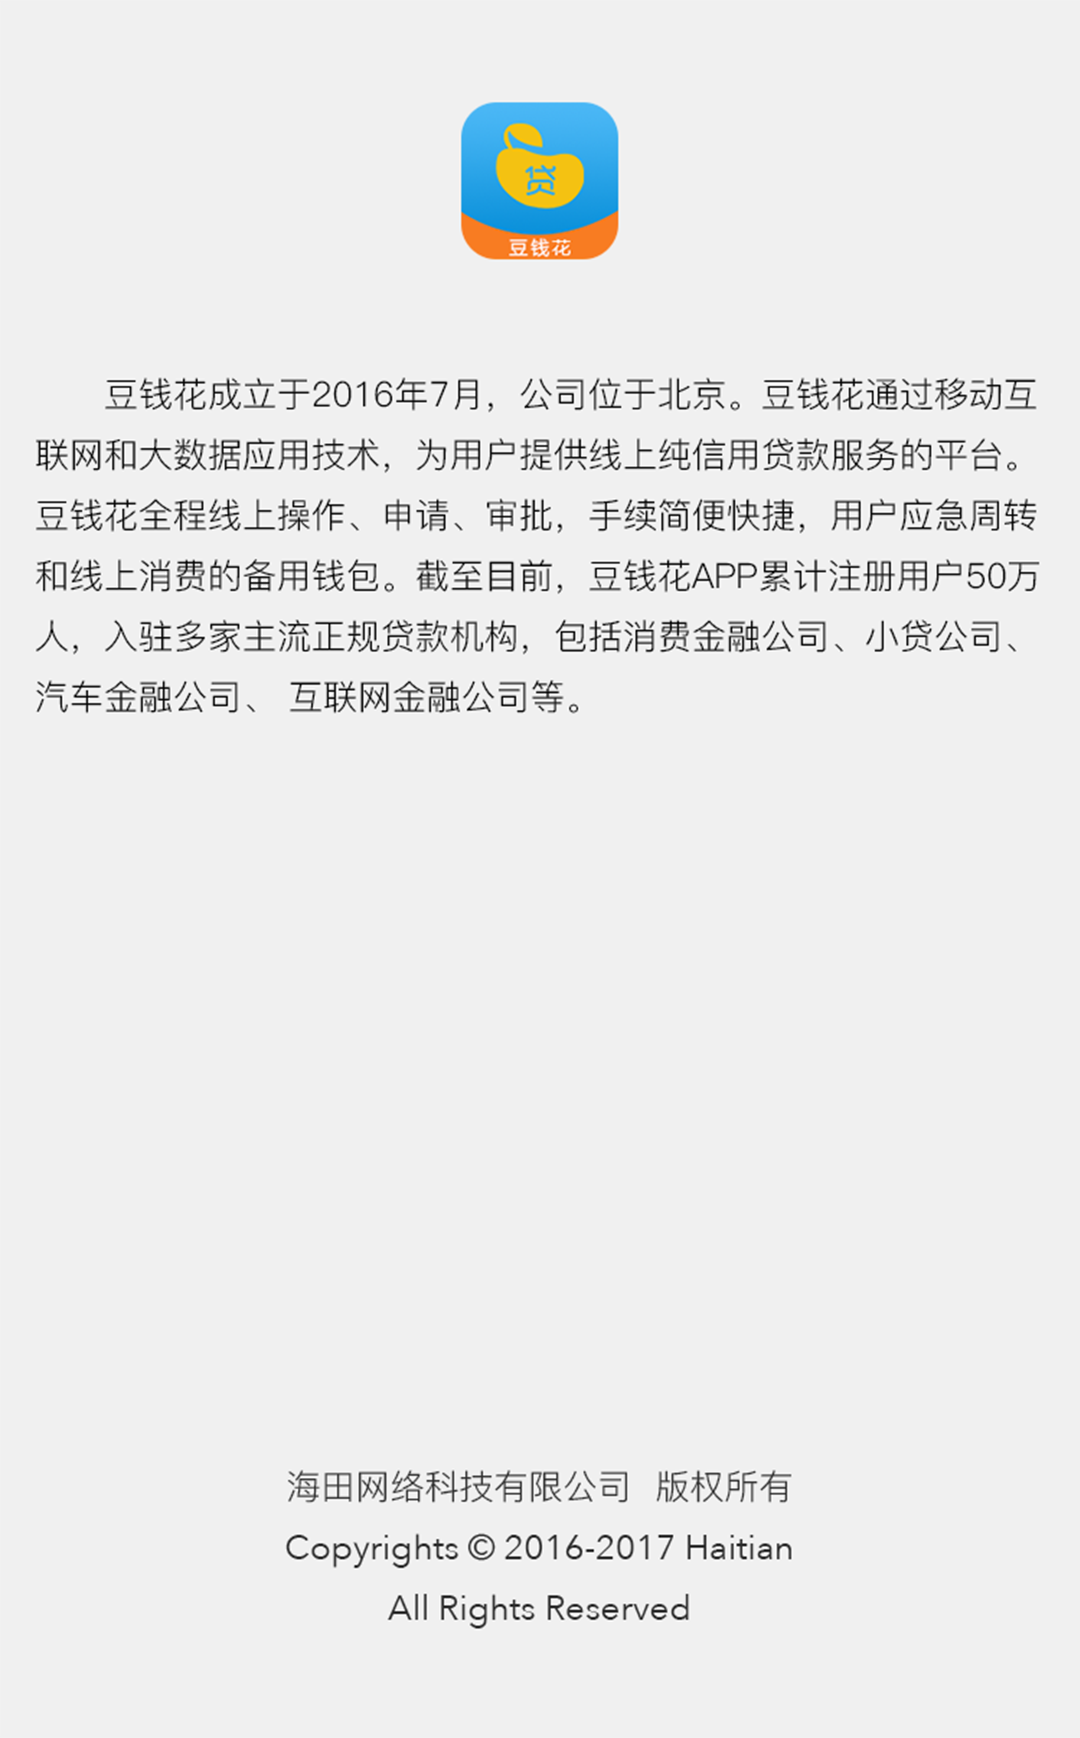 贷
豆钱花
豆钱花成立于2016年7月，公司位于北京。豆钱花通过移动互
联网和大数据应用技术，为用户提供线上纯信用贷款服务的平台。
豆钱花全程线上操作、申请、审批，手续简便快捷，用户应急周转
和线上消费的备用钱包。截至目前，豆钱花APP累计注册用户50万
人，入驻多家主流正规贷款机构，包括消费金融公司、小贷公司、
汽车金融公司、 互联网金融公司等。
海田网络科技有限公司 版权所有
Copyrights © 2016-2017 Haitian
All Rights Reserved